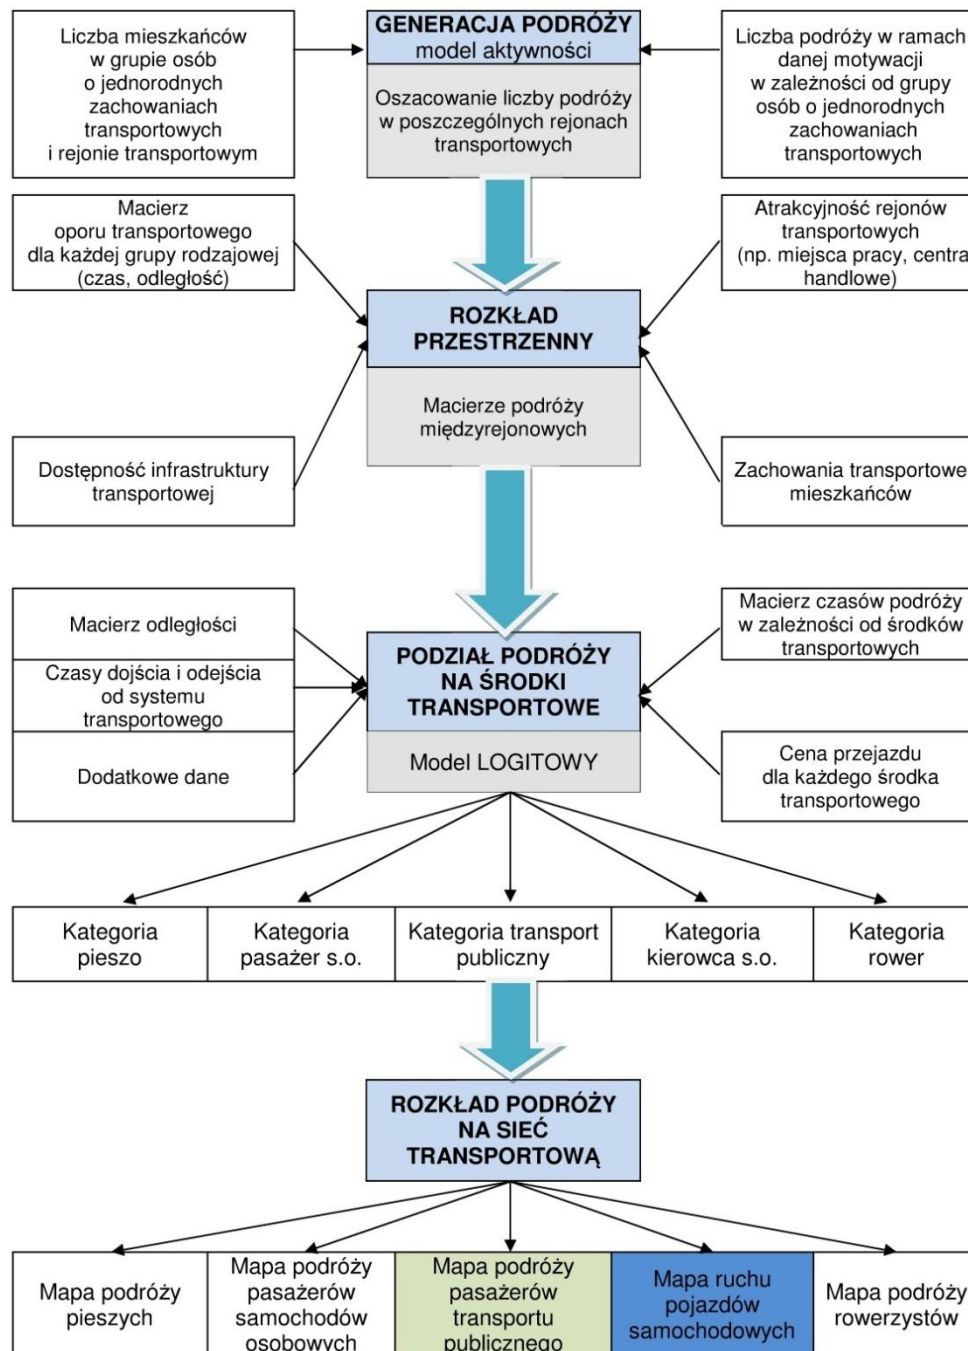 Liczba mieszkańców
w grupie osób
o jednorodnych
zachowaniach
transportowych
i rejonie transportowym
GENERACJA PODRÓŻY
model aktywności
Oszacowanie liczby podróży
w poszczególnych rejonach
transportowych
Liczba podróży w ramach
danej motywacji
w zależności od grupy
osób o jednorodnych
zachowaniach
transportowych
Macierz
oporu transportowego
dla każdej grupy rodzajowej
(czas, odległość)
Atrakcyjność rejonów
transportowych
(np. miejsca pracy, centra
handlowe)
ROZKŁAD
PRZESTRZENNY
Macierze podróży
międzyrejonowych
Dostępność infrastruktury
transportowej
Zachowania transportowe
mieszkańców
Macierz odległości
Czasy dojścia i odejścia
od systemu
transportowego
Dodatkowe dane
PODZIAŁ PODRÓŻY
NA ŚRODKI
TRANSPORTOWE
Model LOGITOWY
Macierz czasów podróży
w zależności od środków
transportowych
Cena przejazdu
dla każdego środka
transportowego
Kategoria
pieszo
Kategoria
pasażer s.o.
Kategoria transport
publiczny
Kategoria
kierowca s.o.
Kategoria
rower
ROZKŁAD PODRÓŻY
NA SIEĆ
TRANSPORTOWĄ
Mapa podróży
pieszych
Mapa podróży
pasażerów
samochodów
osobowych
Mapa podróży
pasażerów
transportu
publicznego
Mapa ruchu
pojazdów
samochodowych
Mapa podróży
rowerzystów